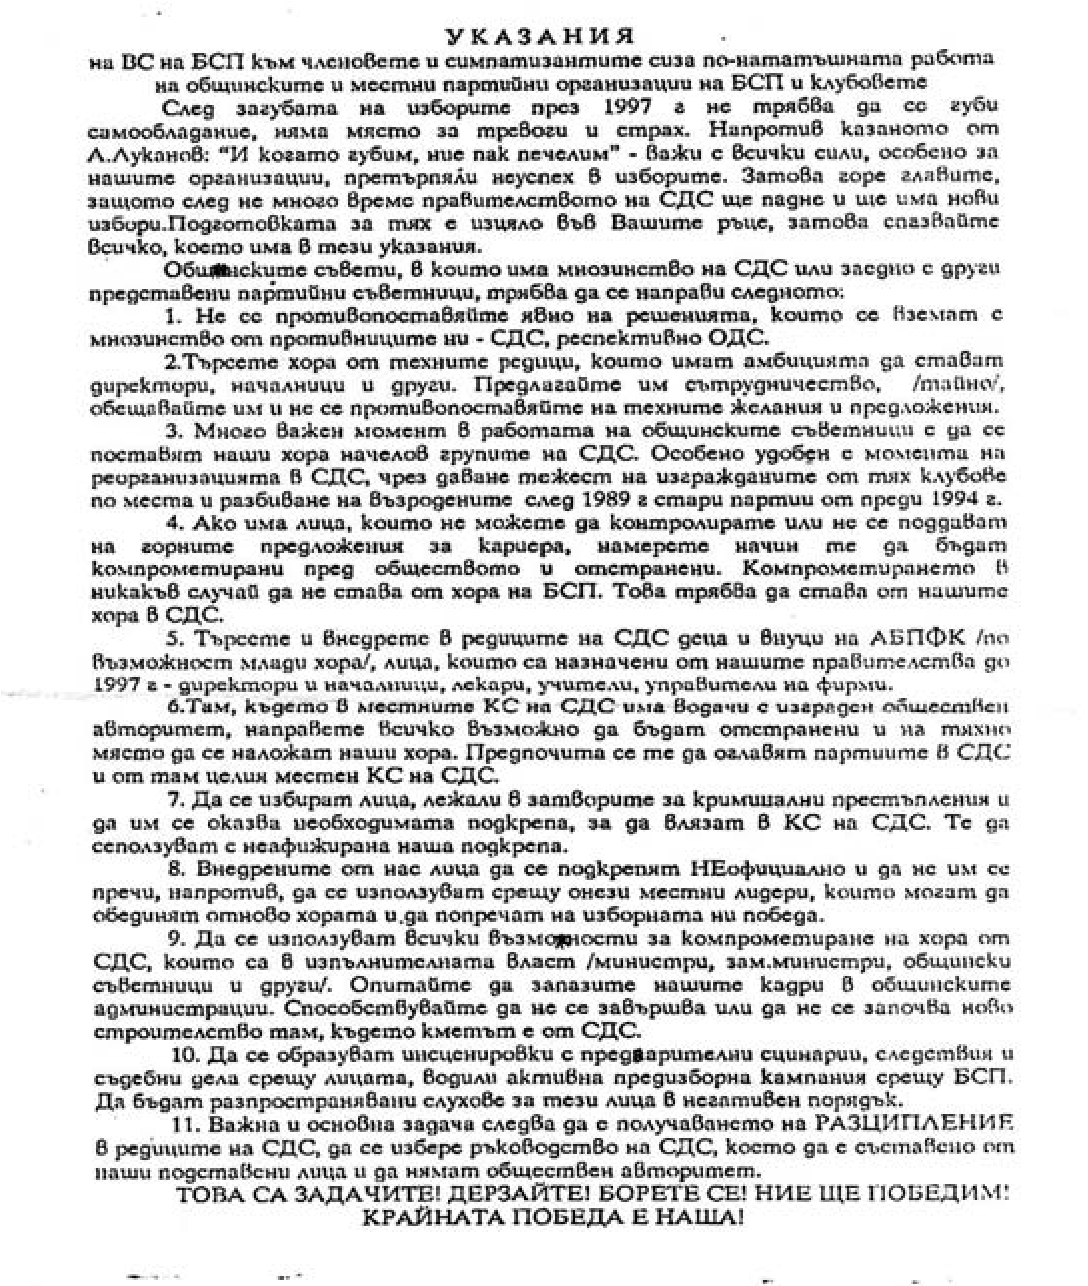 УКАЗАНИЯ
на ВС на БСП към членовете и симпатизантите сиза по-нататъшната работа
на общинските и местни партийни организации на БСП и клубовете
След загубата на изборите през 1997 г не трябва да се губи
самообладание, няма място за тревоги и страх. Напротив казаното от
А.Луканов: "И когато губим, ние пак печелим" - важи с всички сили, особено за
нашите организации, претърпяли неуспех в изборите. Затова горе главите,
защото след не много време правителството на СДС ще падне и ще има нови
избори.Подготовката за тях е изцяло във Вашите ръце, затова спазвайте
всичко, което има в тези указания.
Общинските съвети, в които има мнозинство на СДС или заедно с други
представени партийни съветници, трябва да се направи следното:
1. Не се противопоставяйте явно на решенията, които се вземат с
мнозинство от противниците ни - СДС, респективно ОДС.
2.Търсете хора от техните редици, които имат амбицията да стават
директори, началници и други. Предлагайте им сътрудничество, /тайно/,
обещавайте им и не се противопоставяйте на техните желания и предложения.
3. Много важен момент в работата на общинските съветници е да се
поставят наши хора начелов групите на СДС. Особено удобен е момента на
реорганизацията в СДС, чрез даване тежест на изгражданите от тях клубове
по места и разбиване на възродените след 1989 г стари партии от преди 1994 г.
4. Ако има лица, които не можете да контролирате или не се поддават
на горните предложения за кариера, намерете начин те да бъдат
компрометирани пред обществото и отстранени. Компрометирането в
никакъв случай да не става от хора на БСП. Това трябва да става от нашите
хора в СДС.
5. Търсете и внедрете в редиците на СДС деца и внуци на АБПФК /по
възможност млади хора/, лица, които са назначени от нашите правителства до
1997 г - директори и началници, лекари, учители, управители на фирми.
6.Там, където в местните КС на СДС има водачи с изграден обществен
авторитет, направете всичко възможно да бъдат отстранени и на тяхно
място да се наложат наши хора. Предпочита се те да оглавят партиите в СДС
и от там целия местен КС на СДС.
7. Да се избират лица, лежали в затворите за криминални престъпления и
да им се оказва необходимата подкрепа, за да влязат в КС на СДС. Те да
сеползуват с неафиширана наша подкрепа.
8. Внедрените от нас лица да се подкрепят НЕофициално и да не им се
пречи, напротив, да се използуват срещу онези местни лидери, които могат да
обединят отново хората и да попречат на изборната ни победа.
9. Да се използуват всички възможности за компрометиране на хора от
СДС, които са в изпълнителната власт /министри, зам.министри, общински
съветници и други/. Опитайте да запазите нашите кадри в общинските
администрации. Способствувайте да не се завършва или да не се започва ново
строителство там, където кметът е от СДС.
10. Да се образуват инсценировки с предварителни сцинарии, следствия и
съдебни дела срещу лицата, водили активна предизборна кампания срещу БСП.
Да бъдат разпространявани слухове за тези лица в негативен порядък.
11. Важна и основна задача следва да е получаването на РАЗЦИПЛЕНИЕ
в редиците на СДС, да се избере ръководство на СДС, което да е съставено от
наши подставени лица и да нямат обществен авторитет.
ТОВА СА ЗАДАЧИТЕ! ДЕРЗАЙТЕ! БОРЕТЕ СЕ! НИЕ ЩЕ ПОБЕДИМ!
КРАЙНАТА ПОБЕДА Е НАША!